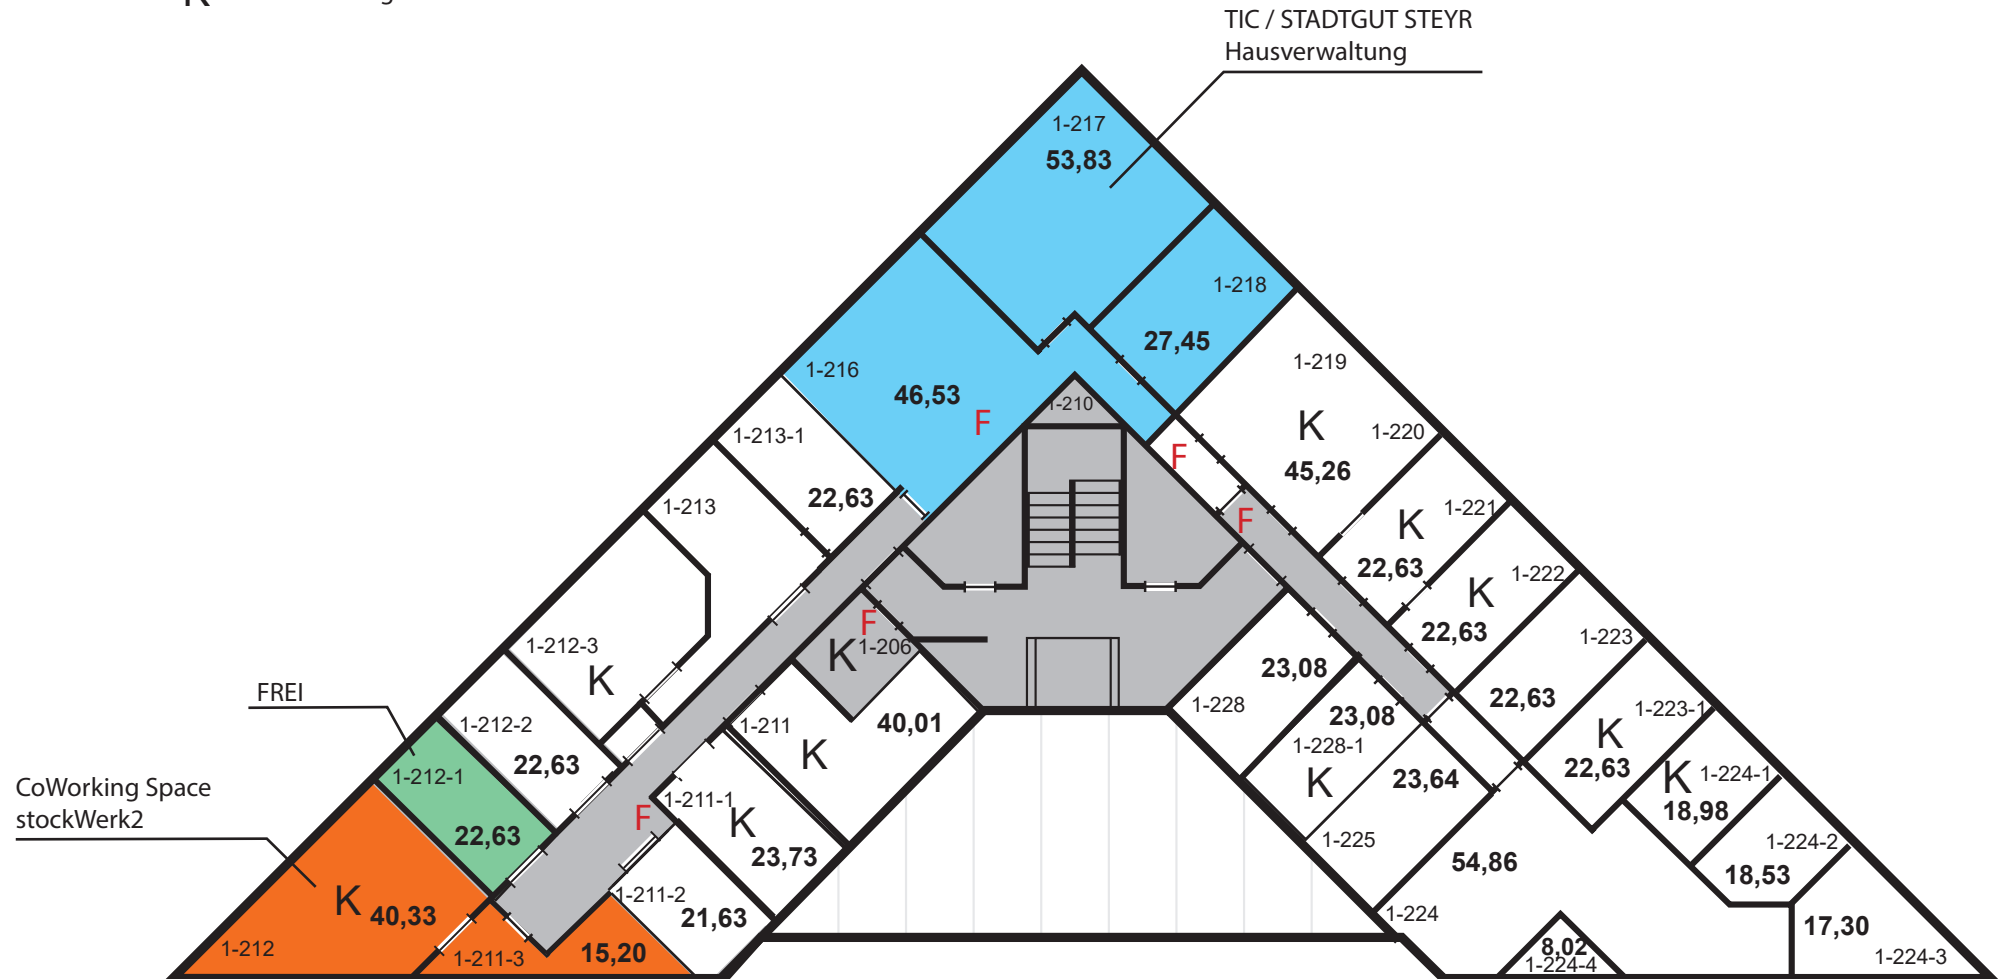 K
TIC / STADTGUT STEYR
Hausverwaltung
1-217
53,83
1-218
27,45
1-216
46,53
F
1-210
F
F
1-219
K
45,26
1-220
K
22,63
1-221
K
22,63
1-222
22,63
1-223
K
22,63
1-223-1
K
1-224-1
18,98
1-224-2
18,53
17,30
1-224-3
1-213-1
22,63
1-213
1-212-3
K
FREI
1-212-2
22,63
1-212-1
22,63
CoWorking Space
stockWerk2
K
40,33
1-212
1-211-3
15,20
F
K
1-206
1-211
K
40,01
F
1-211-1
K
23,73
1-211-2
21,63
23,08
1-228
23,08
1-228-1
K
23,64
1-225
54,86
1-224
8,02
1-224-4